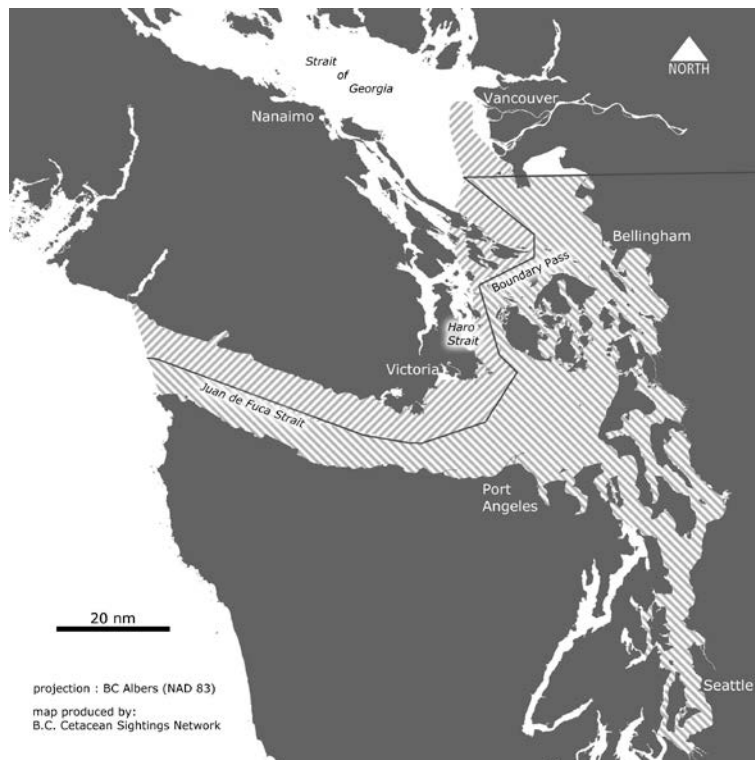 Strait
of
Georgia
NORTH
Vancouver
Nanaimo
Bellingham
Boundary Pass
Haro
Strait
Victoria
Juan de Fuca Strait
Port
Angeles
20 nm
Seattle
projection : BC Albers (NAD 83)
map produced by:
B.C. Cetacean Sightings Network